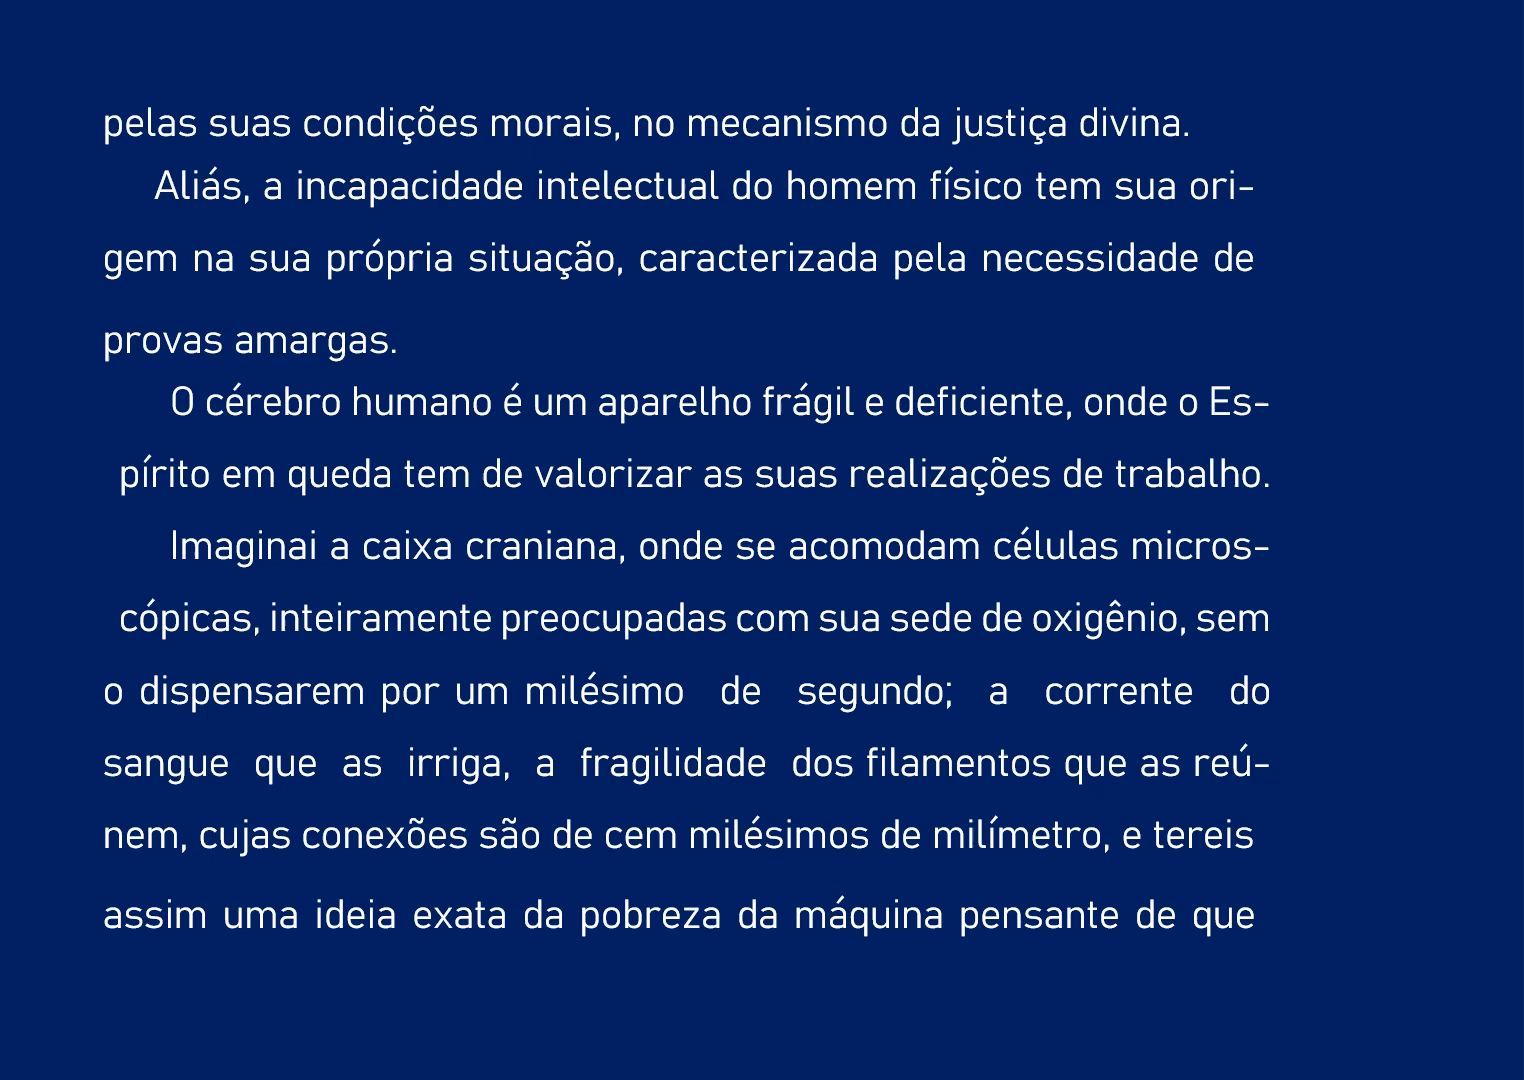 pelas suas condições morais, no mecanismo da justiça divina.
Aliás, a incapacidade intelectual do homem físico tem sua ori-
gem na sua própria situação, caracterizada pela necessidade de
provas amargas.
O cérebro humano é um aparelho frágil e deficiente, onde o Es-
pírito em queda tem de valorizar as suas realizações de trabalho.
Imaginai a caixa craniana, onde se acomodam células micros-
cópicas, inteiramente preocupadas com sua sede de oxigênio, sem
o dispensarem por um milésimo de segundo; a corrente do
sangue que as irriga, a fragilidade dos filamentos que as reú-
nem, cujas conexões são de cem milésimos de milímetro, e tereis
assim uma ideia exata da pobreza da máquina pensante de que